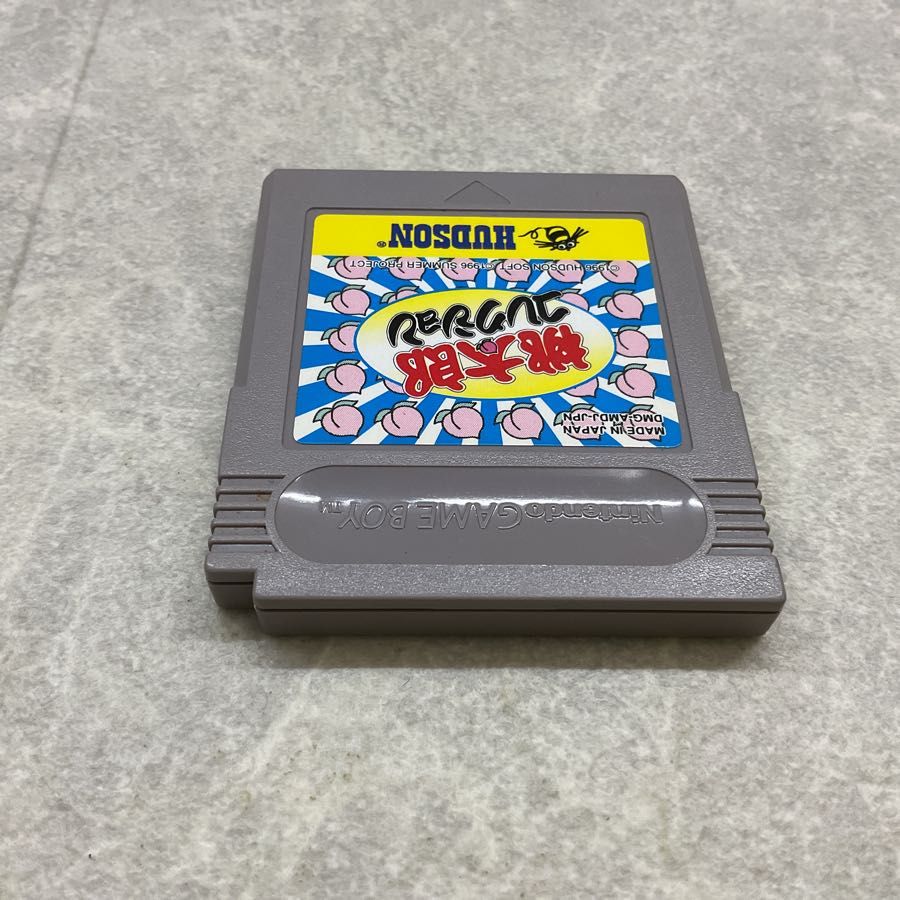 Nintendo GAME BOY™
MADE IN JAPAN
DMG-AMDJ-JPN
桃太郎
コレクション
©1996 HUDSON SOFT ©1996 SUMMER PROJECT
HUDSON®